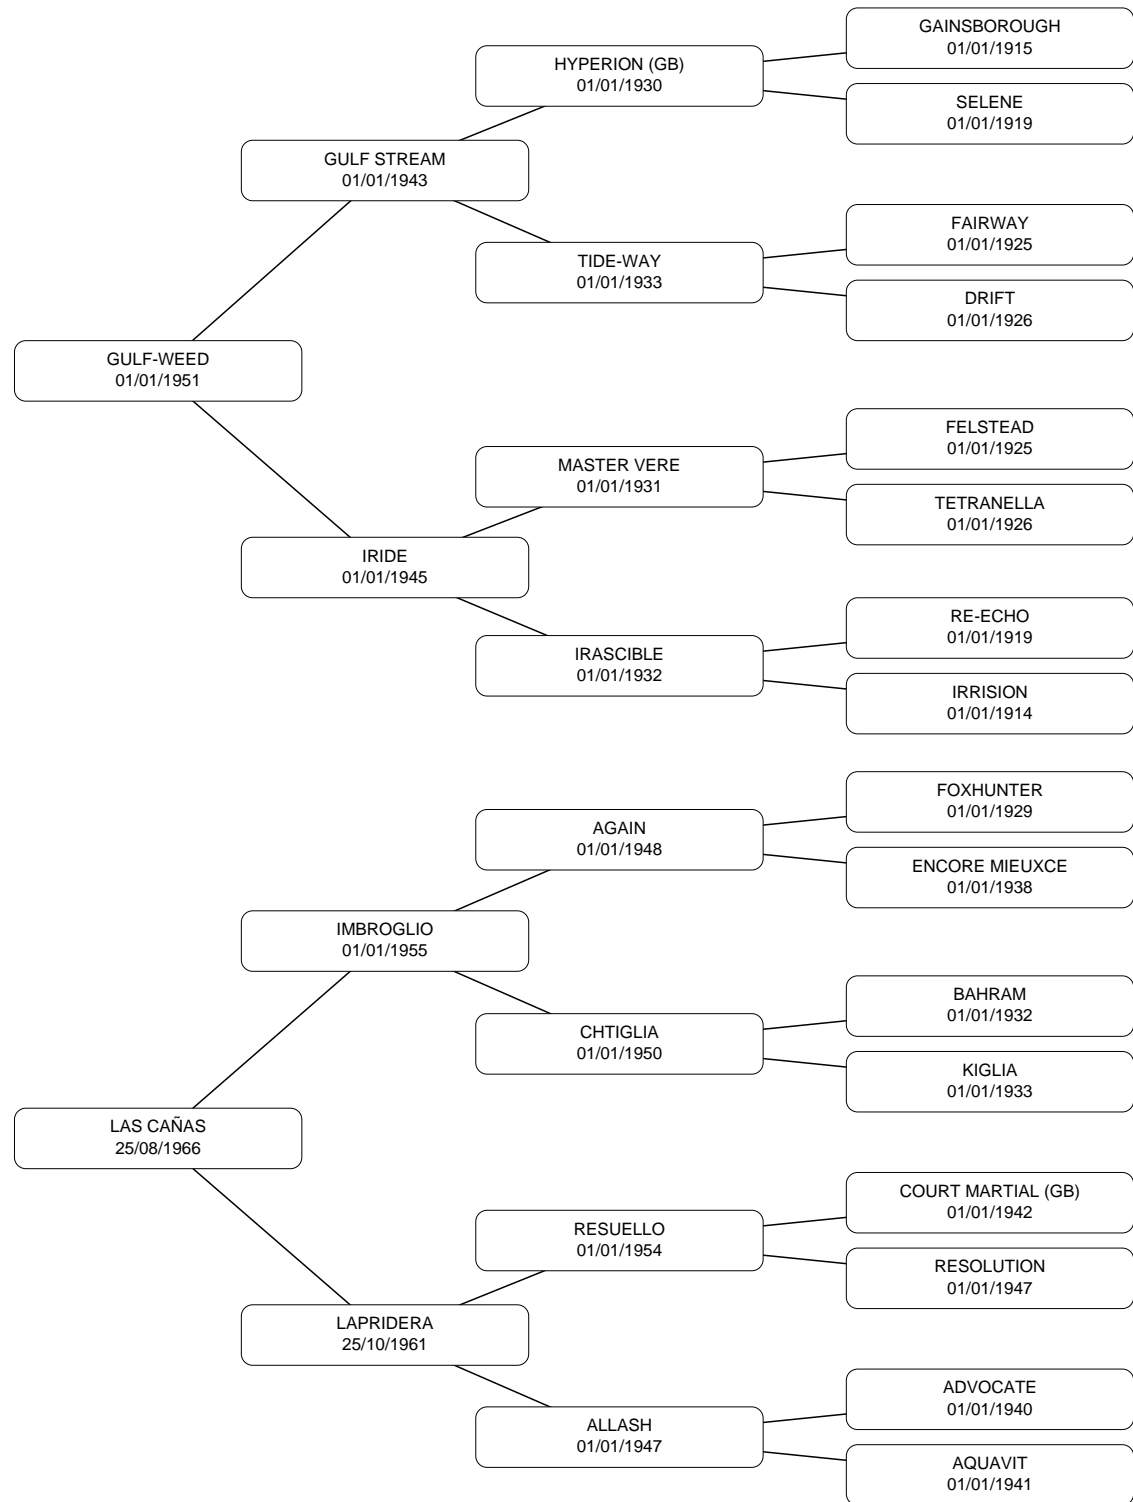 GAINSBOROUGH
01/01/1915
HYPERION (GB)
01/01/1930
SELENE
01/01/1919
GULF STREAM
01/01/1943
FAIRWAY
01/01/1925
TIDE-WAY
01/01/1933
DRIFT
01/01/1926
GULF-WEED
01/01/1951
FELSTEAD
01/01/1925
MASTER VERE
01/01/1931
TETRANELLA
01/01/1926
IRIDE
01/01/1945
RE-ECHO
01/01/1919
IRASCIBLE
01/01/1932
IRRISION
01/01/1914
FOXHUNTER
01/01/1929
AGAIN
01/01/1948
ENCORE MIEUXCE
01/01/1938
IMBROGLIO
01/01/1955
BAHRAM
01/01/1932
CHTIGLIA
01/01/1950
KIGLIA
01/01/1933
LAS CAÑAS
25/08/1966
COURT MARTIAL (GB)
01/01/1942
RESUELLO
01/01/1954
RESOLUTION
01/01/1947
LAPRIDERA
25/10/1961
ADVOCATE
01/01/1940
ALLASH
01/01/1947
AQUAVIT
01/01/1941